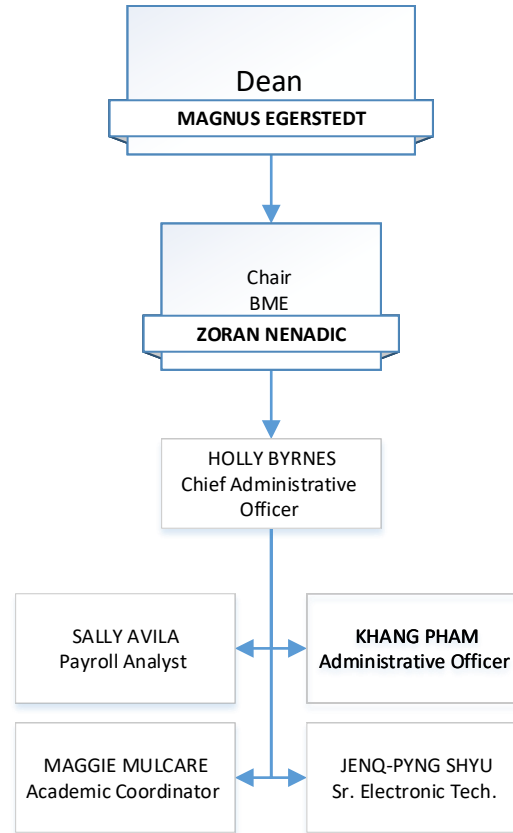 Dean
MAGNUS EGERSTEDT
Chair
BME
ZORAN NENADIC
HOLLY BYRNES
Chief Administrative
Officer
SALLY AVILA
Payroll Analyst
KHANG PHAM
Administrative Officer
MAGGIE MULCARE
Academic Coordinator
JENQ-PYNG SHYU
Sr. Electronic Tech.